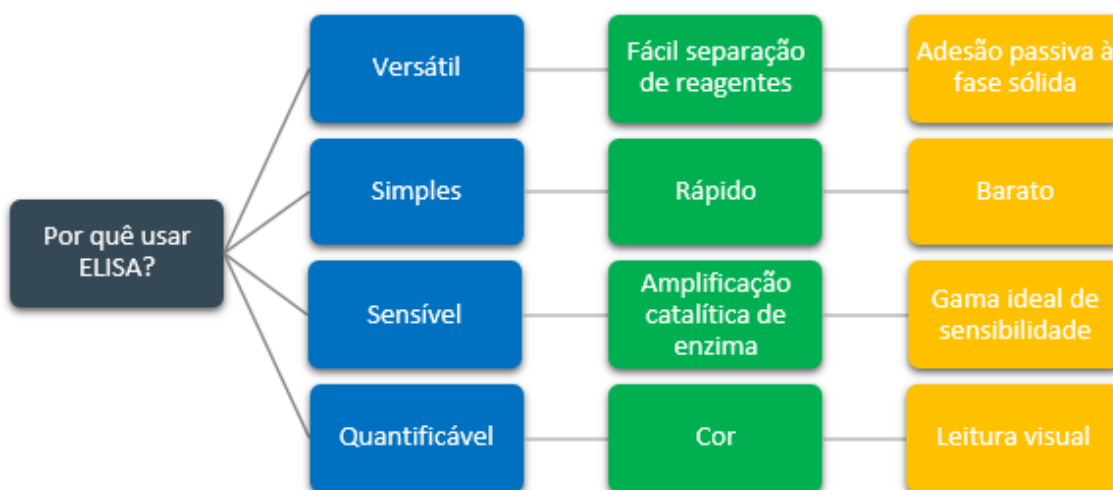 Por quê usar
ELISA?
Versátil
Fácil separação
de reagentes
Adesão passiva à
fase sólida
Simples
Rápido
Barato
Sensível
Amplificação
catalítica de
enzima
Gama ideal de
sensibilidade
Quantificável
Cor
Leitura visual